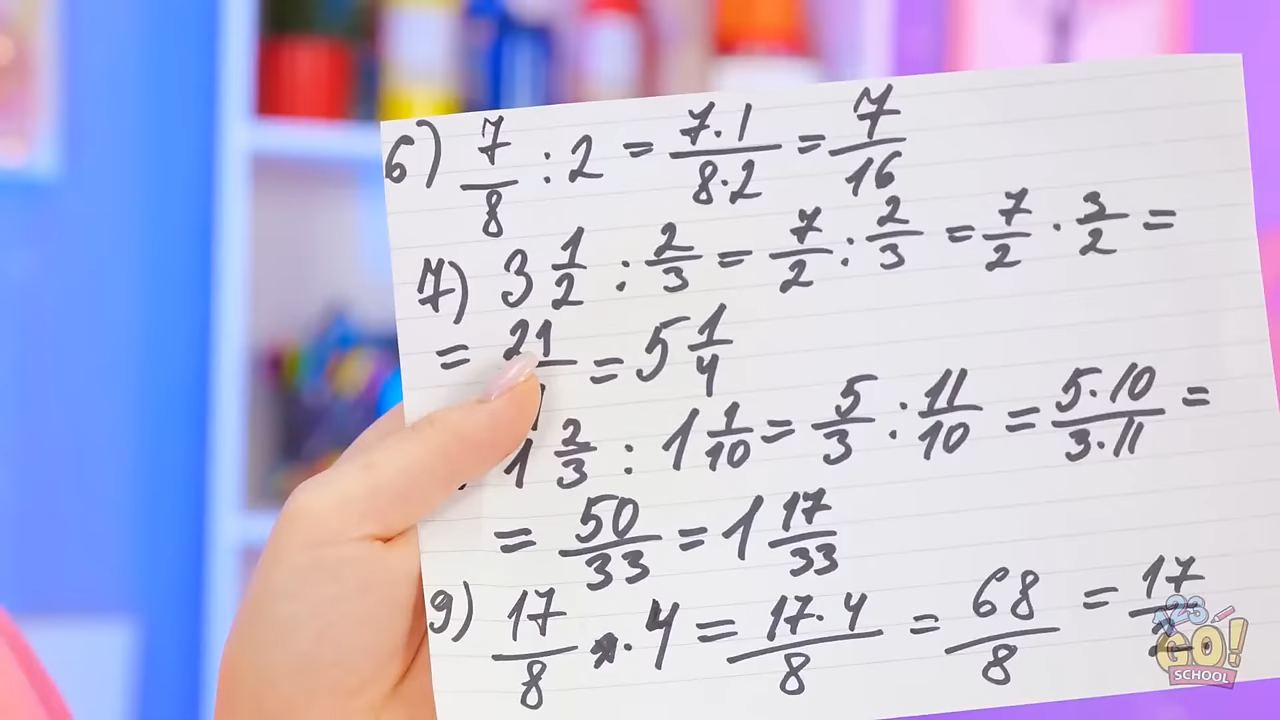 6) 7/8 : 2 = 7·1/8·2 = 7/16
7) 3 1/2 : 2/3 = 7/2 : 2/3 = 7/2 · 3/2 =
= 21/ = 5 1/4
1 2/3 : 1 1/10 = 5/3 : 11/10 = 5·10/3·11 =
= 50/33 = 1 17/33
9) 17/8 · 4 = 17·4/8 = 68/8 = 17/
123 GO!
SCHOOL